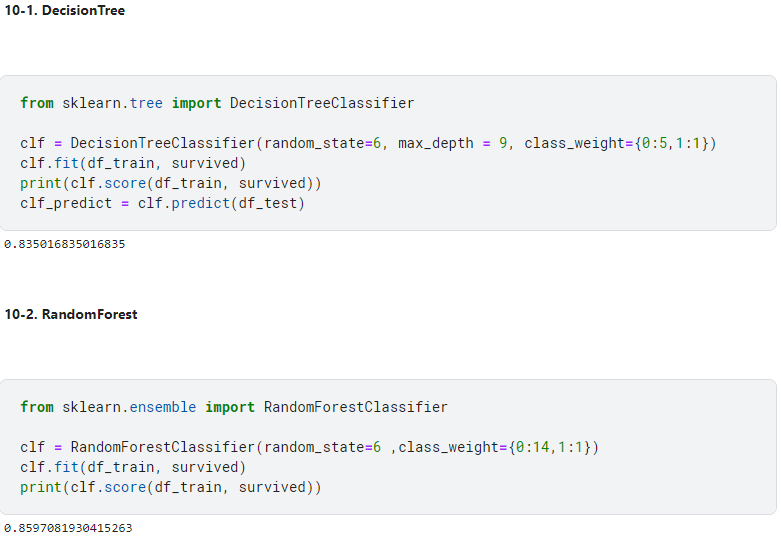 10-1. DecisionTree
from sklearn.tree import DecisionTreeClassifier
clf = DecisionTreeClassifier(random_state=6, max_depth = 9, class_weight={0:5,1:1})
clf.fit(df_train, survived)
print(clf.score(df_train, survived))
clf_predict = clf.predict(df_test)
0.835016835016835
10-2. RandomForest
from sklearn.ensemble import RandomForestClassifier
clf = RandomForestClassifier(random_state=6 ,class_weight={0:14,1:1})
clf.fit(df_train, survived)
print(clf.score(df_train, survived))
0.8597081930415263